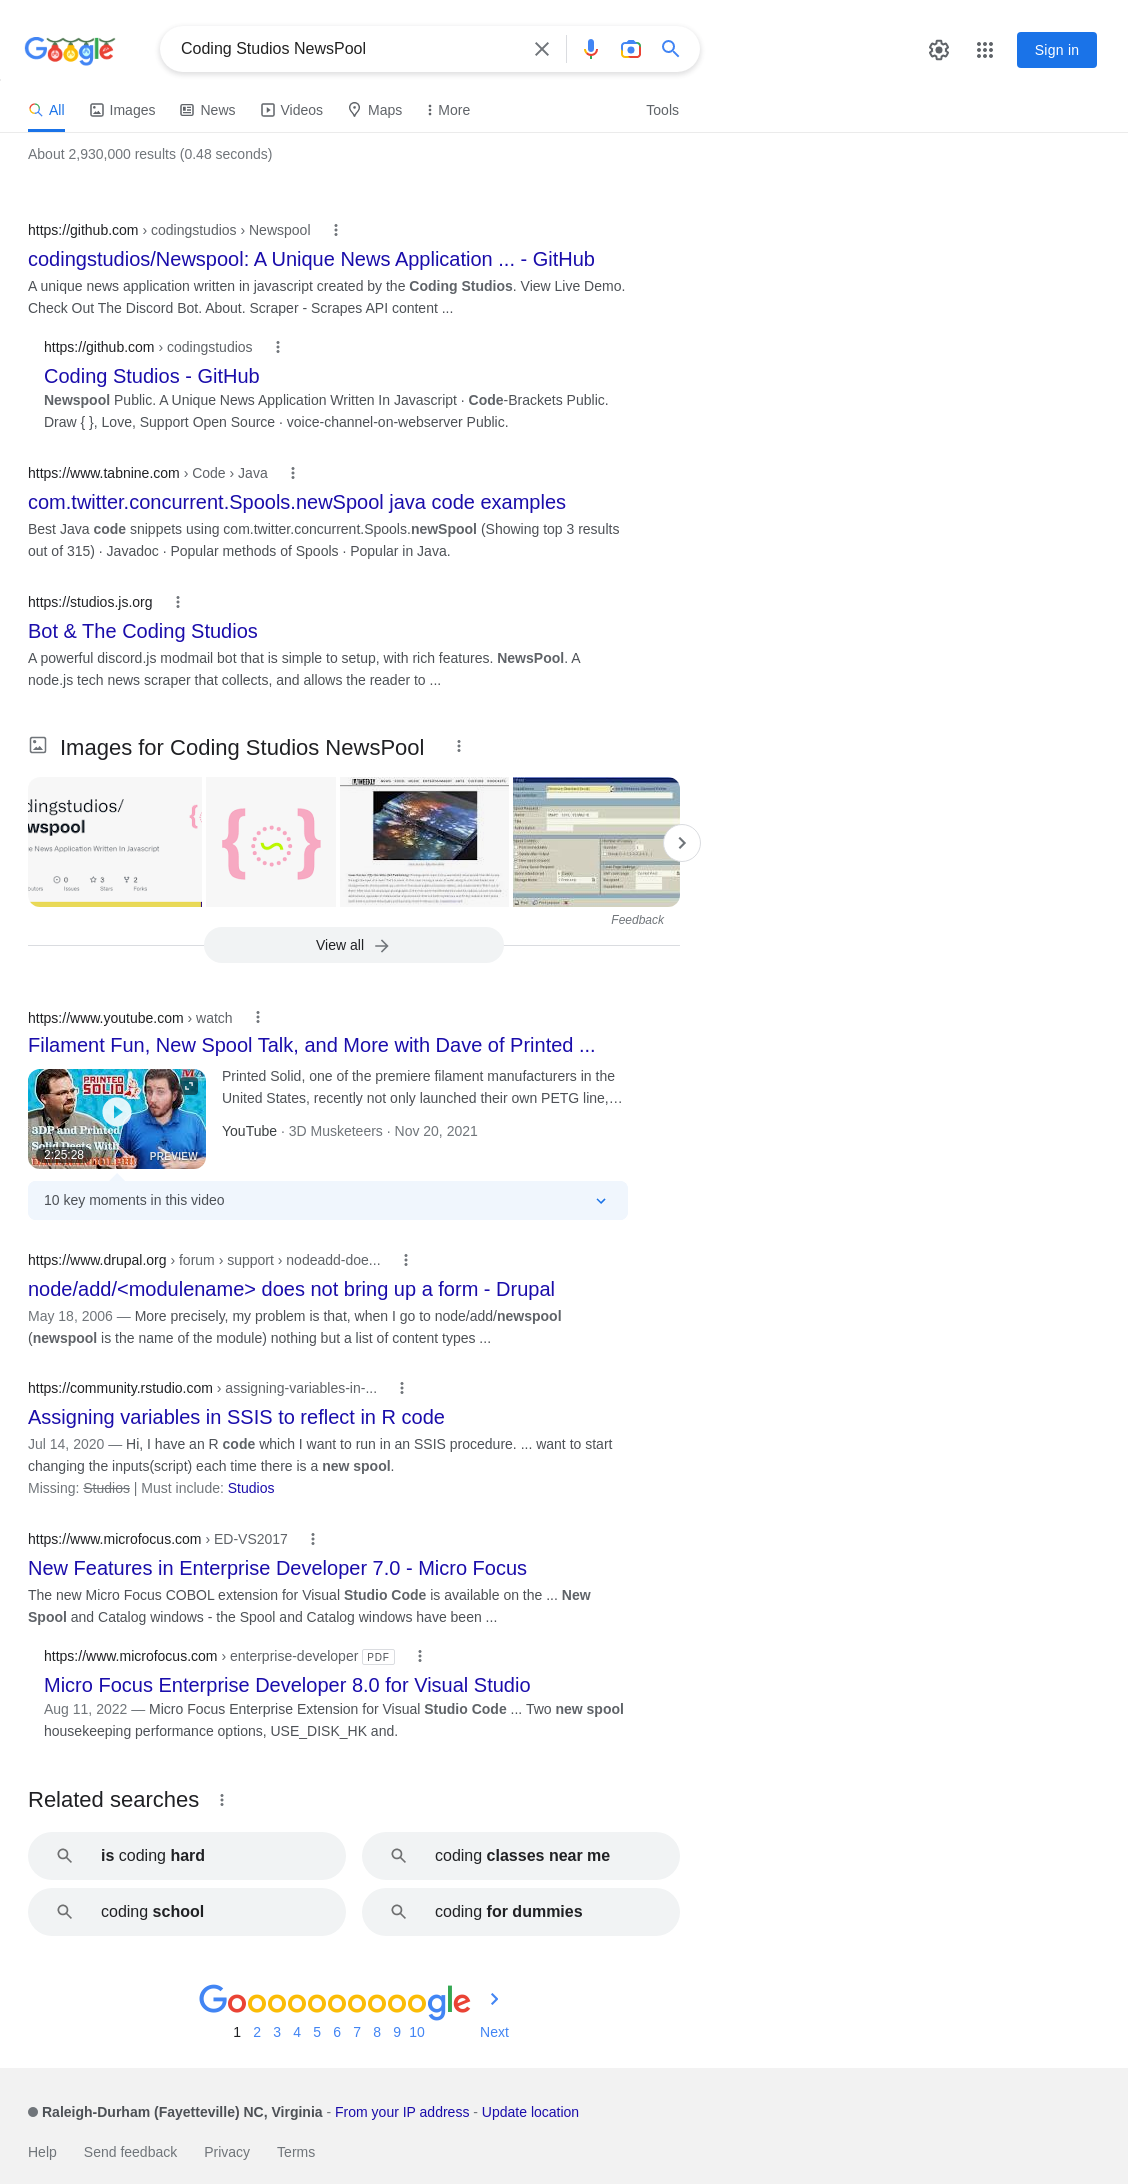 Google
Coding Studios NewsPool
Sign in
All
Images
News
Videos
Maps
More
Tools
About 2,930,000 results (0.48 seconds)
https://github.com › codingstudios › Newspool
codingstudios/Newspool: A Unique News Application ... - GitHub
A unique news application written in javascript created by the Coding Studios. View Live Demo.
Check Out The Discord Bot. About. Scraper - Scrapes API content ...
https://github.com › codingstudios
Coding Studios - GitHub
Newspool Public. A Unique News Application Written In Javascript · Code-Brackets Public.
Draw { }, Love, Support Open Source · voice-channel-on-webserver Public.
https://www.tabnine.com › Code › Java
com.twitter.concurrent.Spools.newSpool java code examples
Best Java code snippets using com.twitter.concurrent.Spools.newSpool (Showing top 3 results
out of 315) · Javadoc · Popular methods of Spools · Popular in Java.
https://studios.js.org
Bot & The Coding Studios
A powerful discord.js modmail bot that is simple to setup, with rich features. NewsPool. A
node.js tech news scraper that collects, and allows the reader to ...
Images for Coding Studios NewsPool
dingstudios/
wspool
e News Application Written In Javascript
0
3
2
utors
Issues
Stars
Forks
Feedback
View all
https://www.youtube.com › watch
Filament Fun, New Spool Talk, and More with Dave of Printed ...
PRINTED
SOLID
3DP and Printed
Solid Deets With
2:25:28
PREVIEW
Printed Solid, one of the premiere filament manufacturers in the
United States, recently not only launched their own PETG line,…
YouTube · 3D Musketeers · Nov 20, 2021
10 key moments in this video
https://www.drupal.org › forum › support › nodeadd-doe...
node/add/<modulename> does not bring up a form - Drupal
May 18, 2006 — More precisely, my problem is that, when I go to node/add/newspool
(newspool is the name of the module) nothing but a list of content types ...
https://community.rstudio.com › assigning-variables-in-...
Assigning variables in SSIS to reflect in R code
Jul 14, 2020 — Hi, I have an R code which I want to run in an SSIS procedure. ... want to start
changing the inputs(script) each time there is a new spool.
Missing: Studios | Must include: Studios
https://www.microfocus.com › ED-VS2017
New Features in Enterprise Developer 7.0 - Micro Focus
The new Micro Focus COBOL extension for Visual Studio Code is available on the ... New
Spool and Catalog windows - the Spool and Catalog windows have been ...
https://www.microfocus.com › enterprise-developer PDF
Micro Focus Enterprise Developer 8.0 for Visual Studio
Aug 11, 2022 — Micro Focus Enterprise Extension for Visual Studio Code ... Two new spool
housekeeping performance options, USE_DISK_HK and.
Related searches
is coding hard
coding classes near me
coding school
coding for dummies
Goooooooooogle
1 2 3 4 5 6 7 8 9 10 Next
Raleigh-Durham (Fayetteville) NC, Virginia - From your IP address - Update location
Help
Send feedback
Privacy
Terms